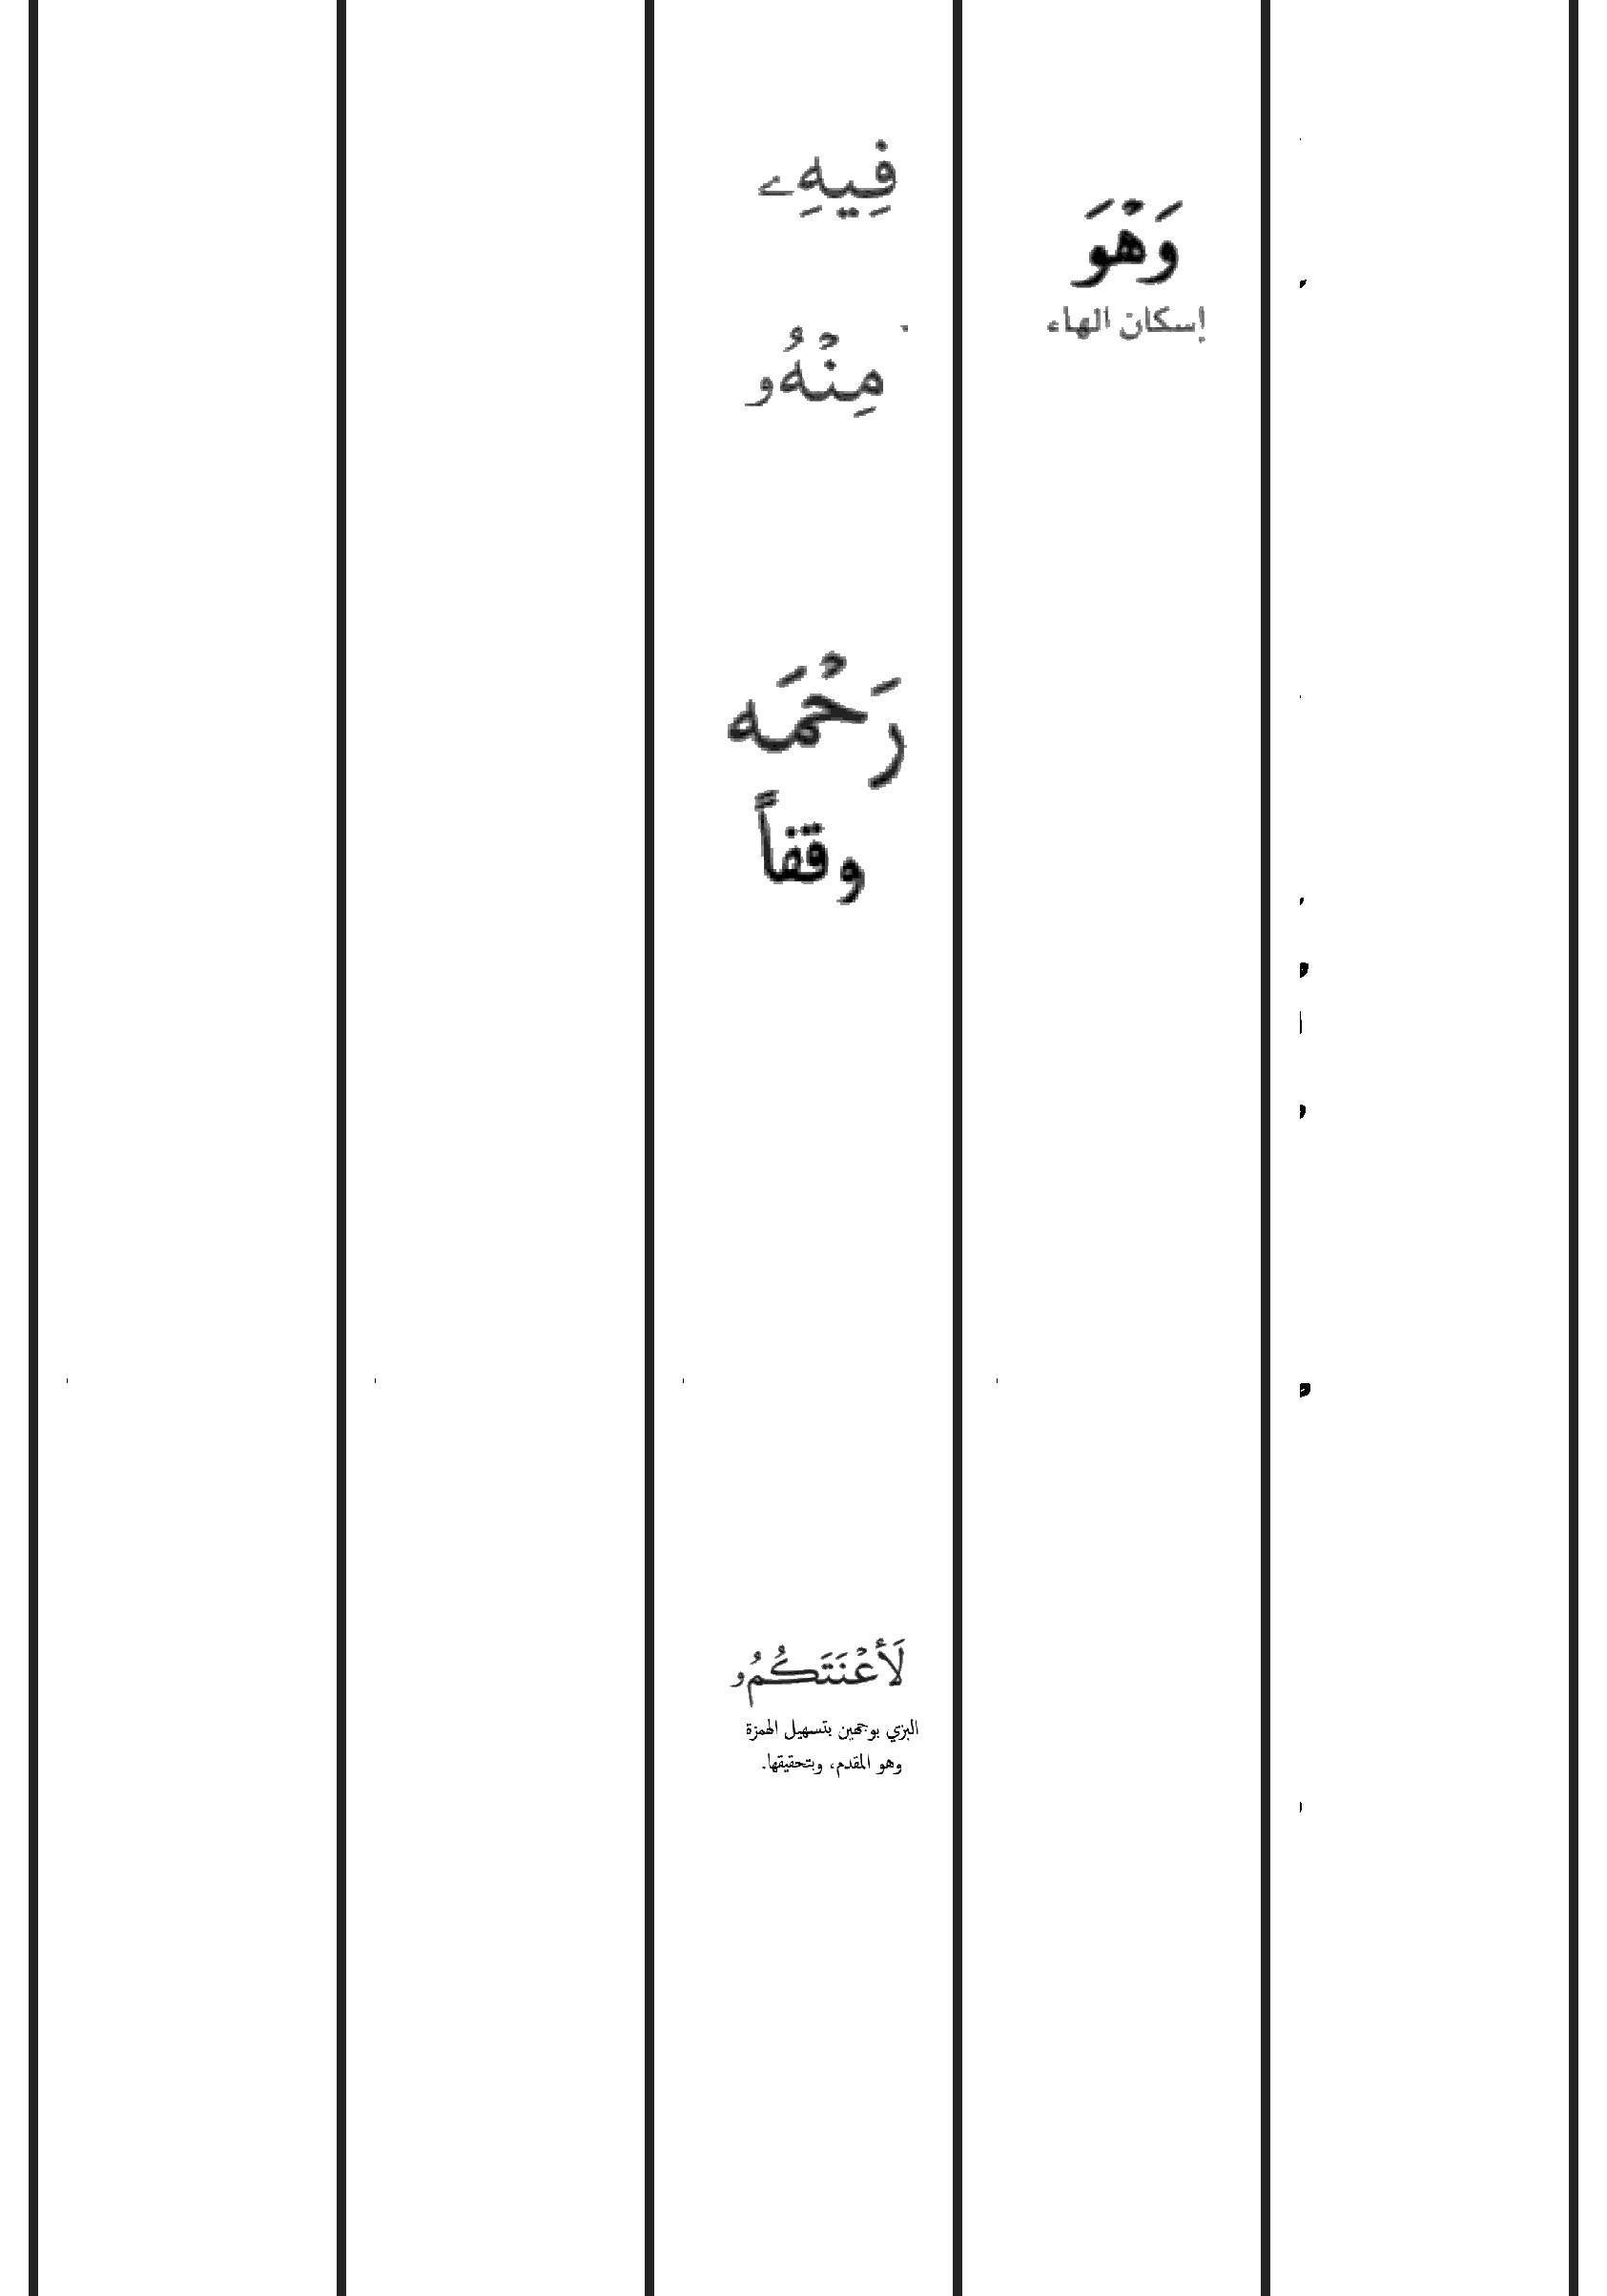 وَهْوَ
إسكان الهاء
فِيهِۦ
مِنْهُۥ
رَحْمَه
وقفاً
لَأَعْنَتَكُمُۥ
البزي بوجهين بتسهيل الهمزة
وهو المقدم، وبتحقيقها.